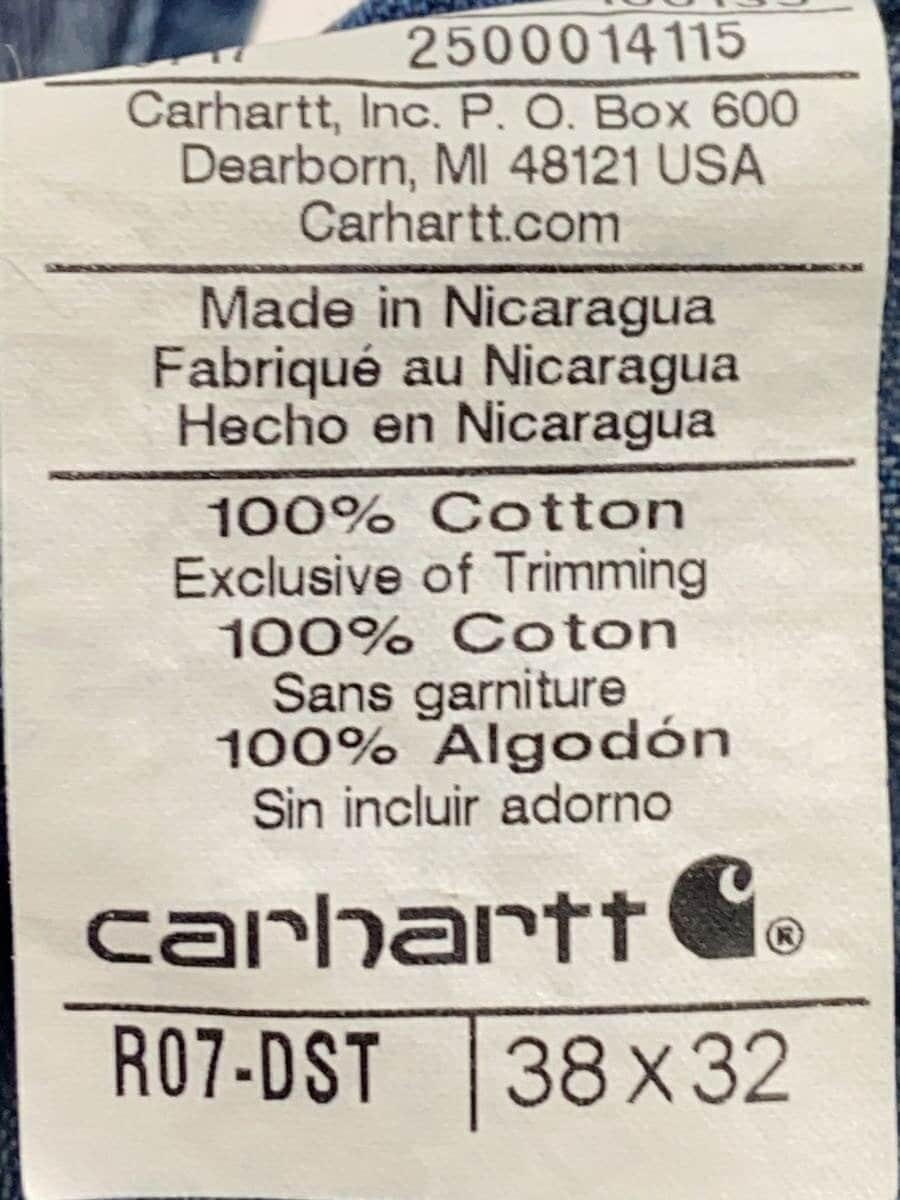 2500014115
Carhartt, Inc. P. O. Box 600
Dearborn, MI 48121 USA
Carhartt.com
Made in Nicaragua
Fabriqué au Nicaragua
Hecho en Nicaragua
100% Cotton
Exclusive of Trimming
100% Coton
Sans garniture
100% Algodón
Sin incluir adorno
carhartt ®
R07-DST 38 x 32